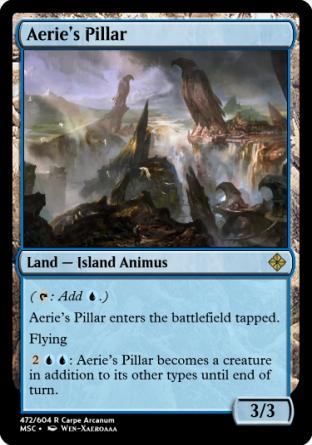 Aerie's Pillar
Land — Island Animus
(: Add .)
Aerie's Pillar enters the battlefield tapped.
Flying
2: Aerie's Pillar becomes a creature
in addition to its other types until end
of turn.
3/3
472/604 R Carpe Arcanum
MSC • Wen-Xaeroaaa